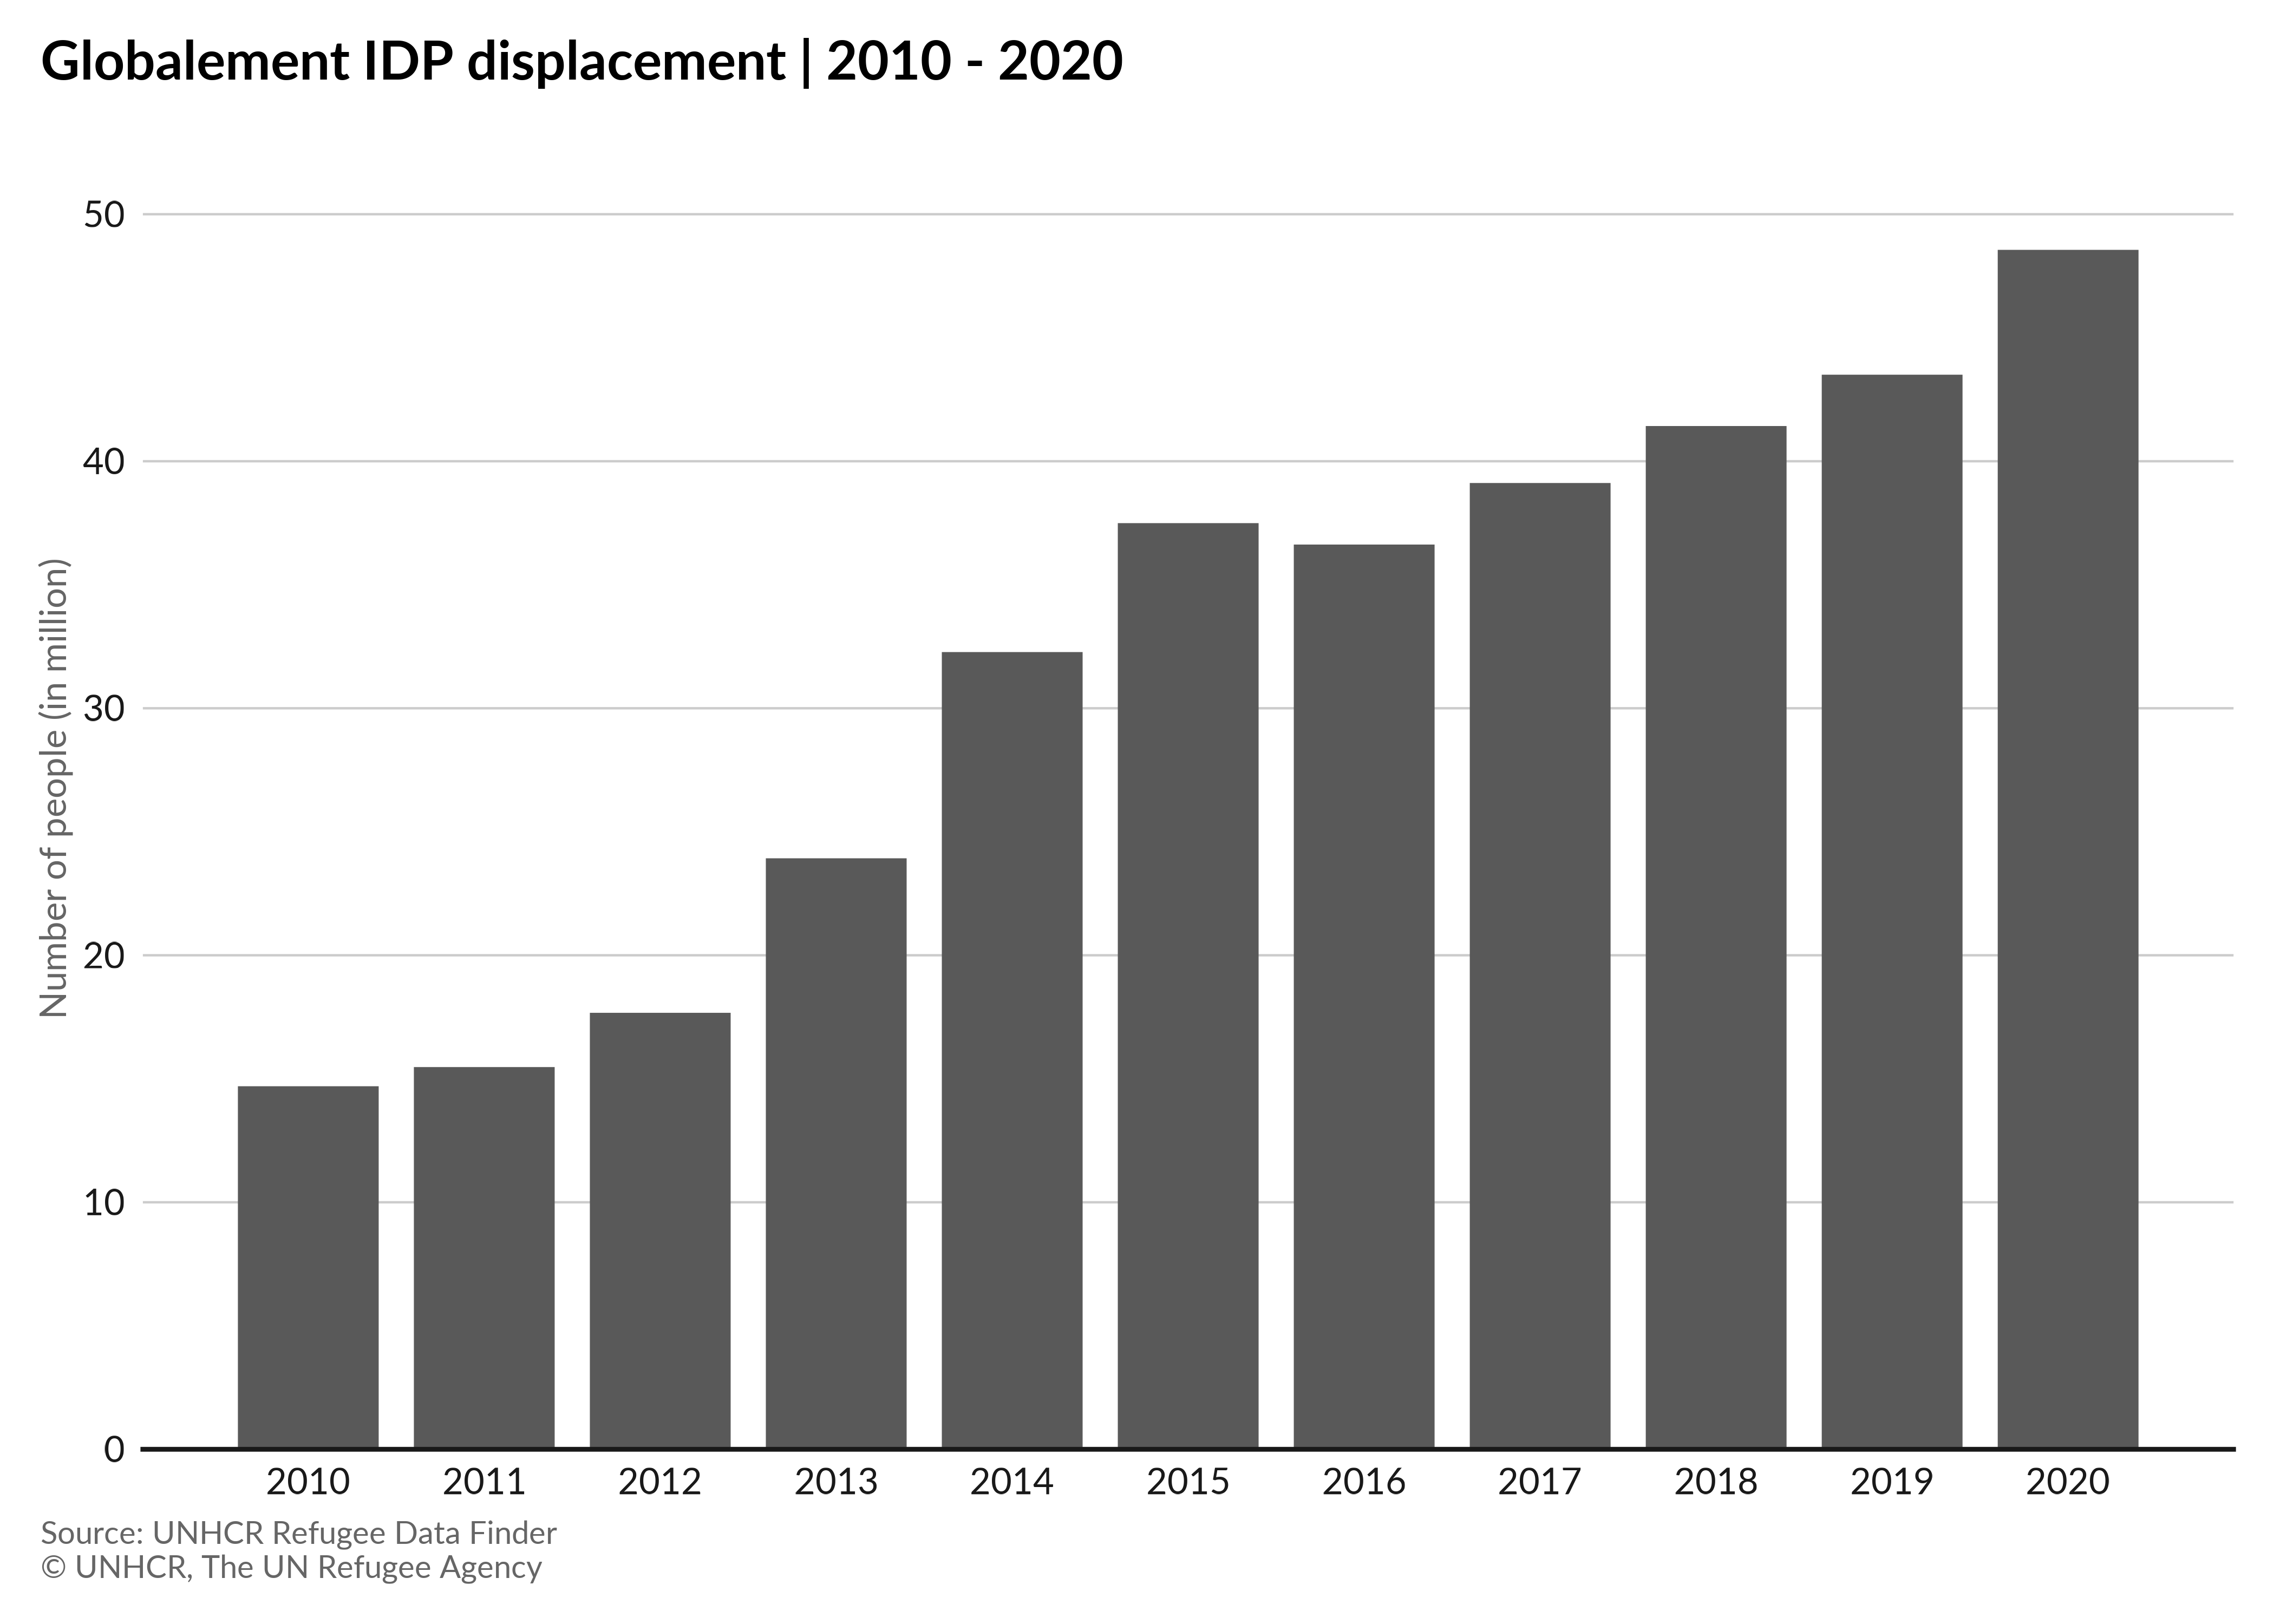 Globalement IDP displacement | 2010 - 2020
Number of people (in million)
50
40
30
20
10
0
2010 2011 2012 2013 2014 2015 2016 2017 2018 2019 2020
Source: UNHCR Refugee Data Finder
© UNHCR, The UN Refugee Agency